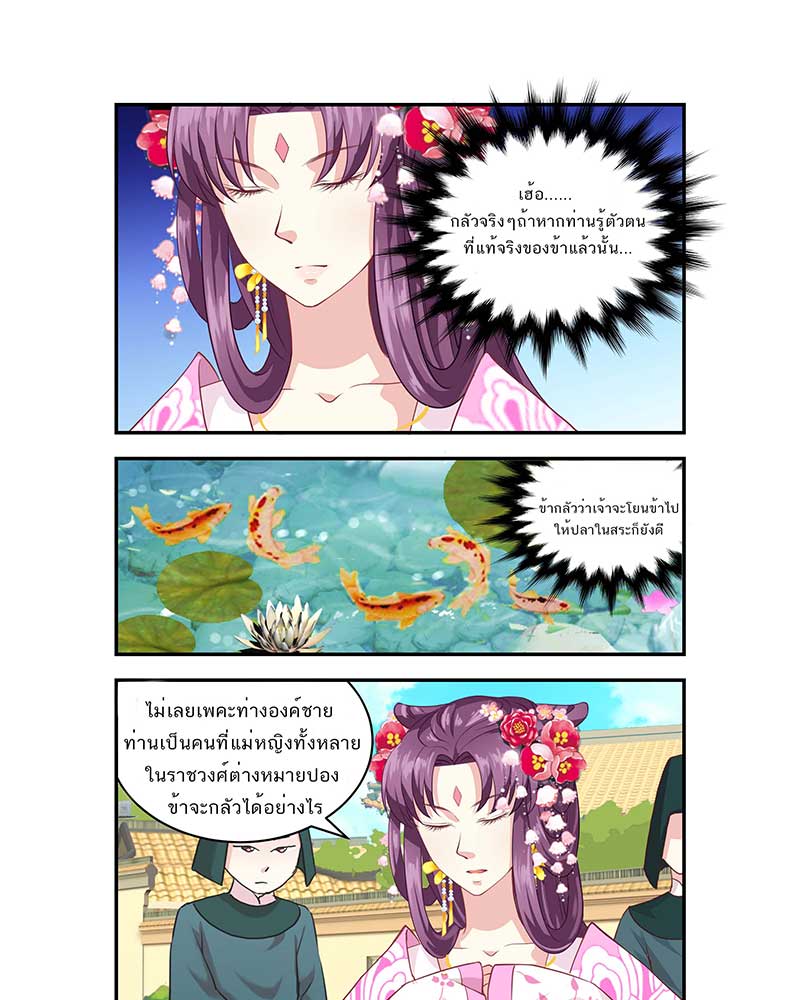 เฮ้อ......
กลัวจริงๆถ้าหากท่านรู้ตัวตน
ที่แท้จริงของข้าแล้วนั้น...
ข้ากลัวว่าเจ้าจะโยนข้าไป
ให้ปลาในสระก็ยังดี
ไม่เลยเพคะท่างองค์ชาย
ท่านเป็นคนที่แม่หญิงทั้งหลาย
ในราชวงศ์ต่างหมายปอง
ข้าจะกลัวได้อย่างไร